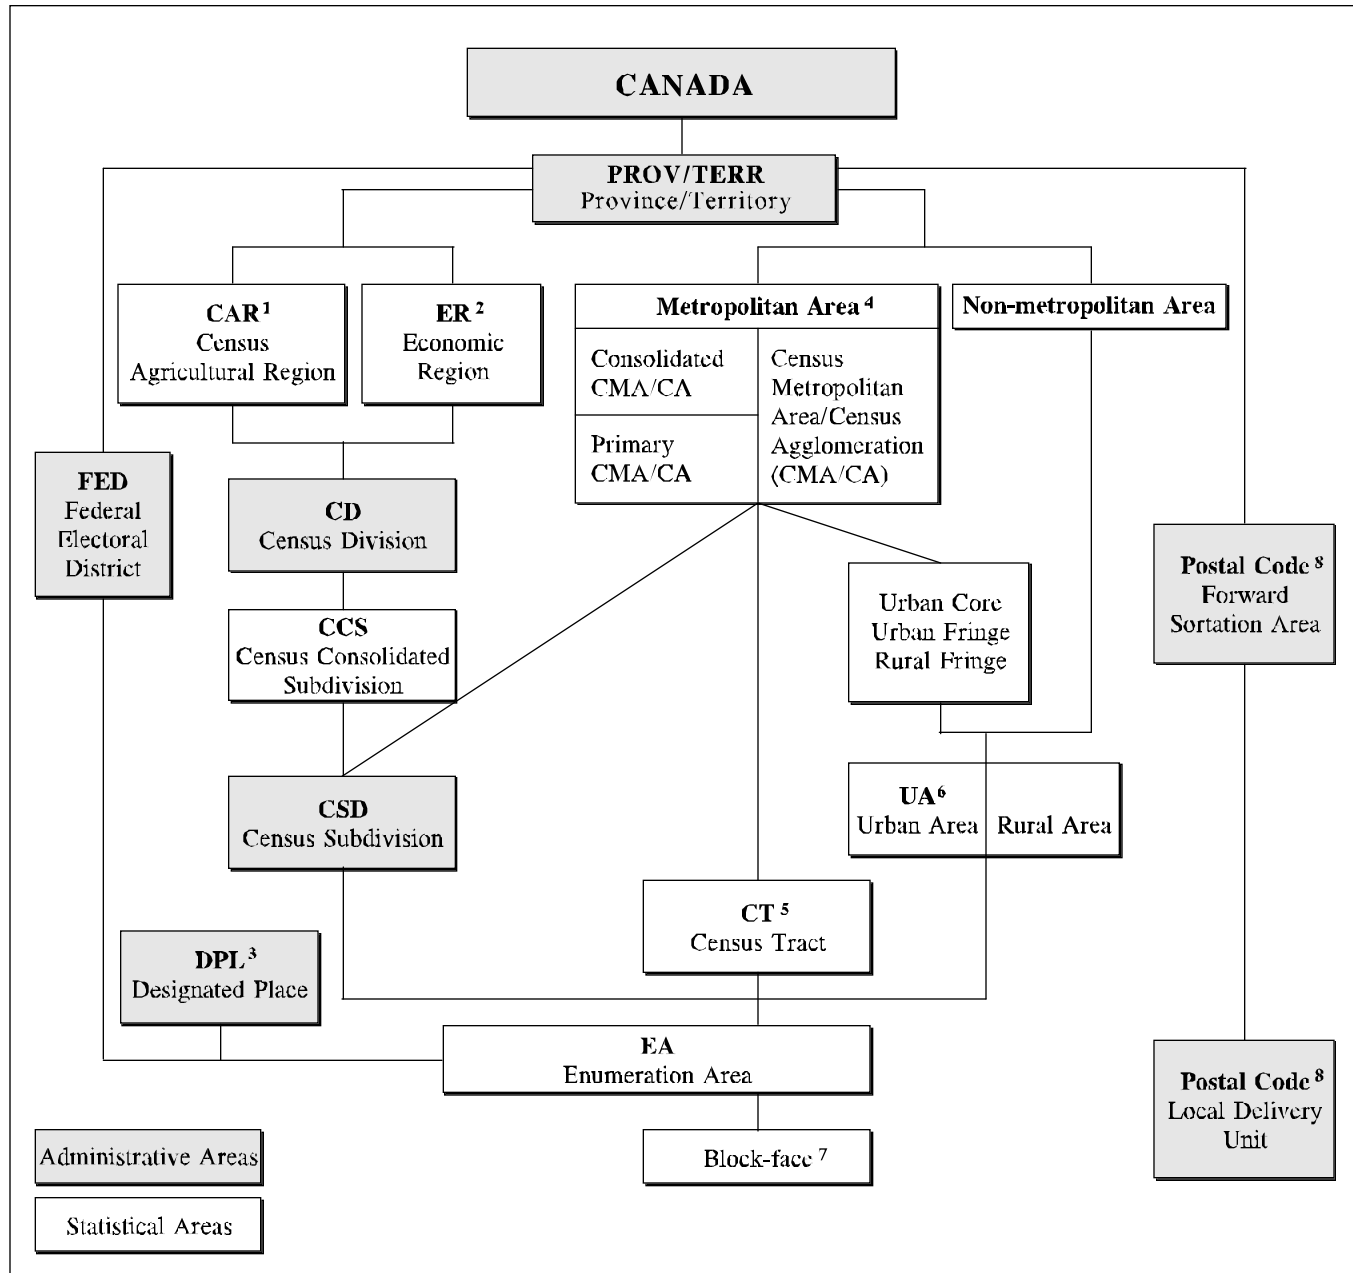 CANADA
PROV/TERR
Province/Territory
CAR 1
Census
Agricultural Region
ER 2
Economic
Region
Metropolitan Area 4
Consolidated
CMA/CA
Primary
CMA/CA
Census
Metropolitan
Area/Census
Agglomeration
(CMA/CA)
Non-metropolitan Area
FED
Federal
Electoral
District
CD
Census Division
Postal Code 8
Forward
Sortation Area
CCS
Census Consolidated
Subdivision
Urban Core
Urban Fringe
Rural Fringe
CSD
Census Subdivision
UA 6
Urban Area
Rural Area
CT 5
Census Tract
DPL 3
Designated Place
EA
Enumeration Area
Postal Code 8
Local Delivery
Unit
Block-face 7
Administrative Areas
Statistical Areas